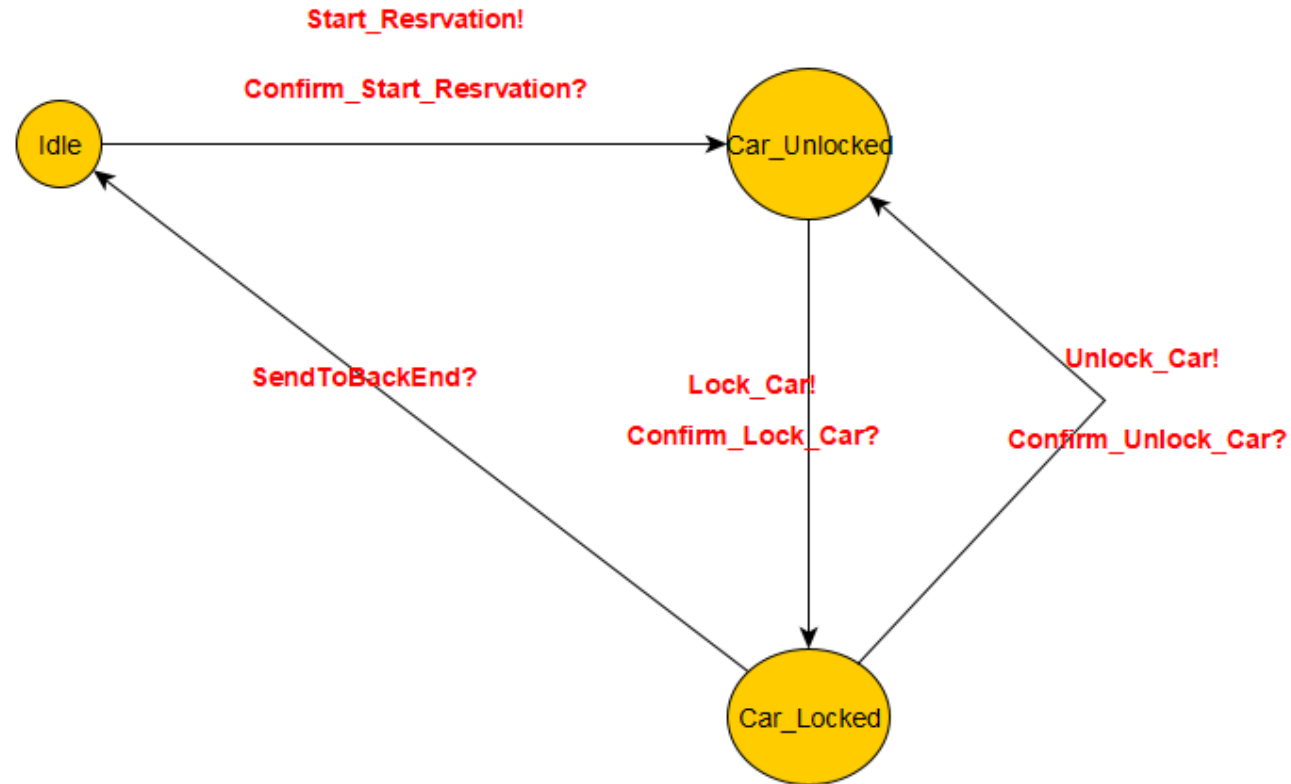 Start_Resrvation!
Confirm_Start_Resrvation?
Idle
Car_Unlocked
SendToBackEnd?
Lock_Car!
Confirm_Lock_Car?
Unlock_Car!
Confirm_Unlock_Car?
Car_Locked